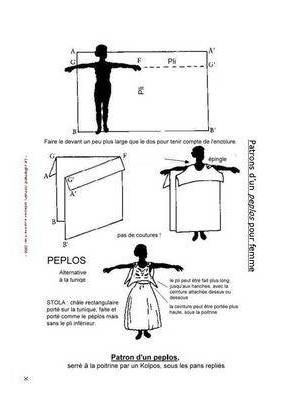 A
A'
G
F
Pli
G'
Pli
B
B'
Faire le devant un peu plus large que le dos pour tenir compte de l'encolure.
Patrons d'un peplos pour femme
G
F
A
G'
A'
B
B'
épingle
pas de coutures !
PEPLOS
Alternative
à la tunique
STOLA : châle rectangulaire
porté sur la tunique, faite et
porté comme le péplos mais
sans le pli inférieur.
le pli peut être fait plus long
jusqu'aux hanches, avec la
ceinture attachée dessus ou
dessous
la ceinture peut être portée plus
haute, sous la poitrine
Patron d'un peplos,
serré à la poitrine par un Kolpos, sous les pans repliés